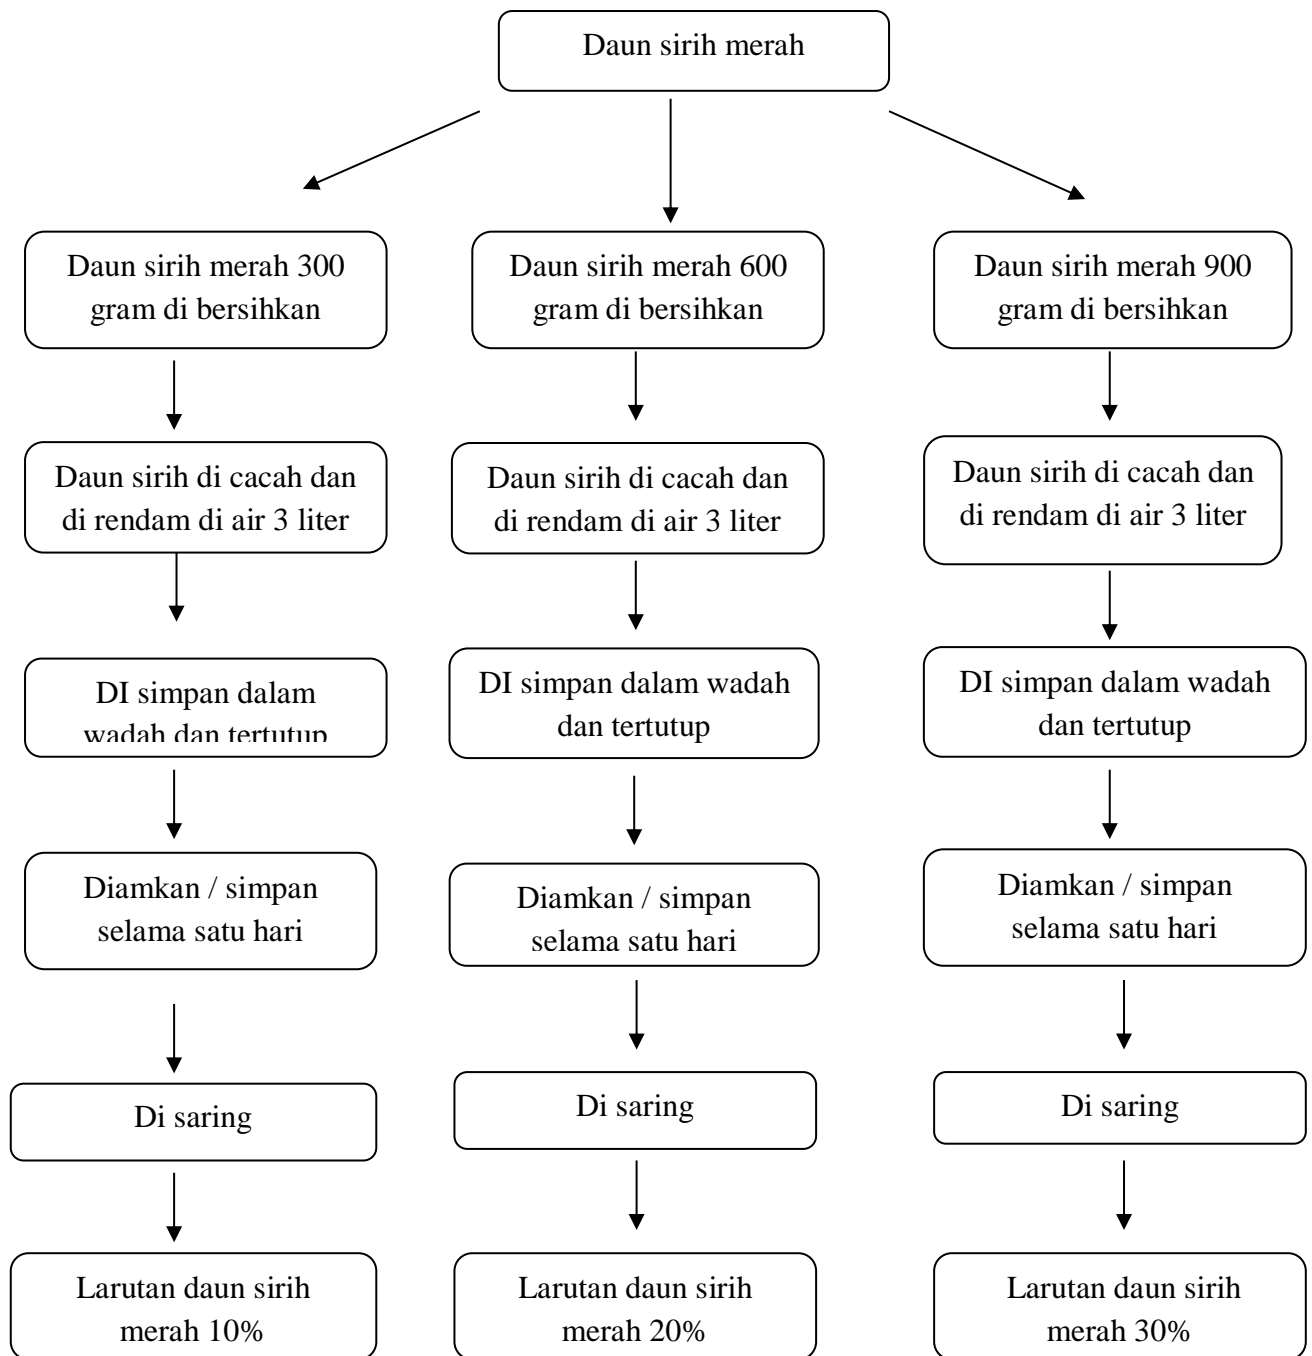 Daun sirih merah
Daun sirih merah 300
gram di bersihkan
Daun sirih merah 600
gram di bersihkan
Daun sirih merah 900
gram di bersihkan
Daun sirih di cacah dan
di rendam di air 3 liter
Daun sirih di cacah dan
di rendam di air 3 liter
Daun sirih di cacah dan
di rendam di air 3 liter
DI simpan dalam
wadah dan tertutup
DI simpan dalam wadah
dan tertutup
DI simpan dalam wadah
dan tertutup
Diamkan / simpan
selama satu hari
Diamkan / simpan
selama satu hari
Diamkan / simpan
selama satu hari
Di saring
Di saring
Di saring
Larutan daun sirih
merah 10%
Larutan daun sirih
merah 20%
Larutan daun sirih
merah 30%